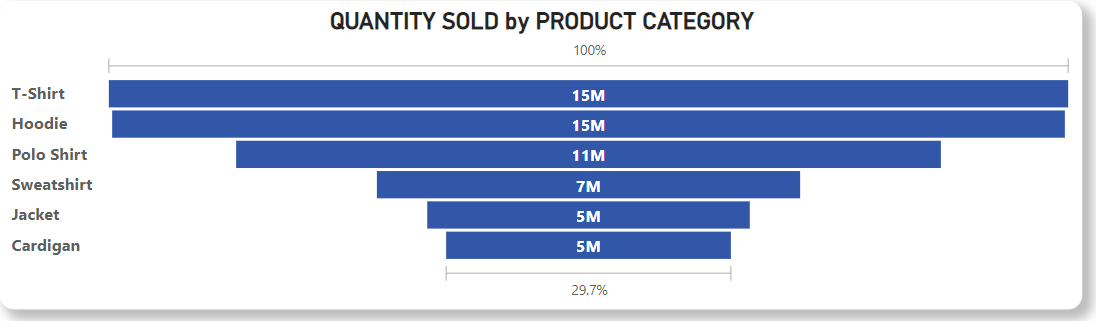 QUANTITY SOLD by PRODUCT CATEGORY
100%
T-Shirt 15M
Hoodie 15M
Polo Shirt 11M
Sweatshirt 7M
Jacket 5M
Cardigan 5M
29.7%